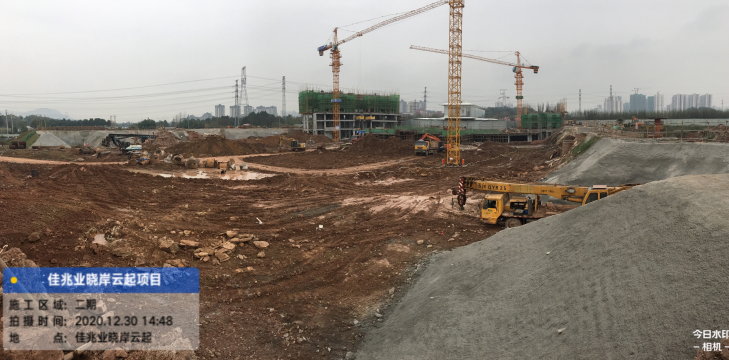 佳兆业晓岸云起项目
施工区域: 二期
拍摄时间: 2020.12.30 14:48
地 点: 佳兆业晓岸云起
今日水印
- 相机 -